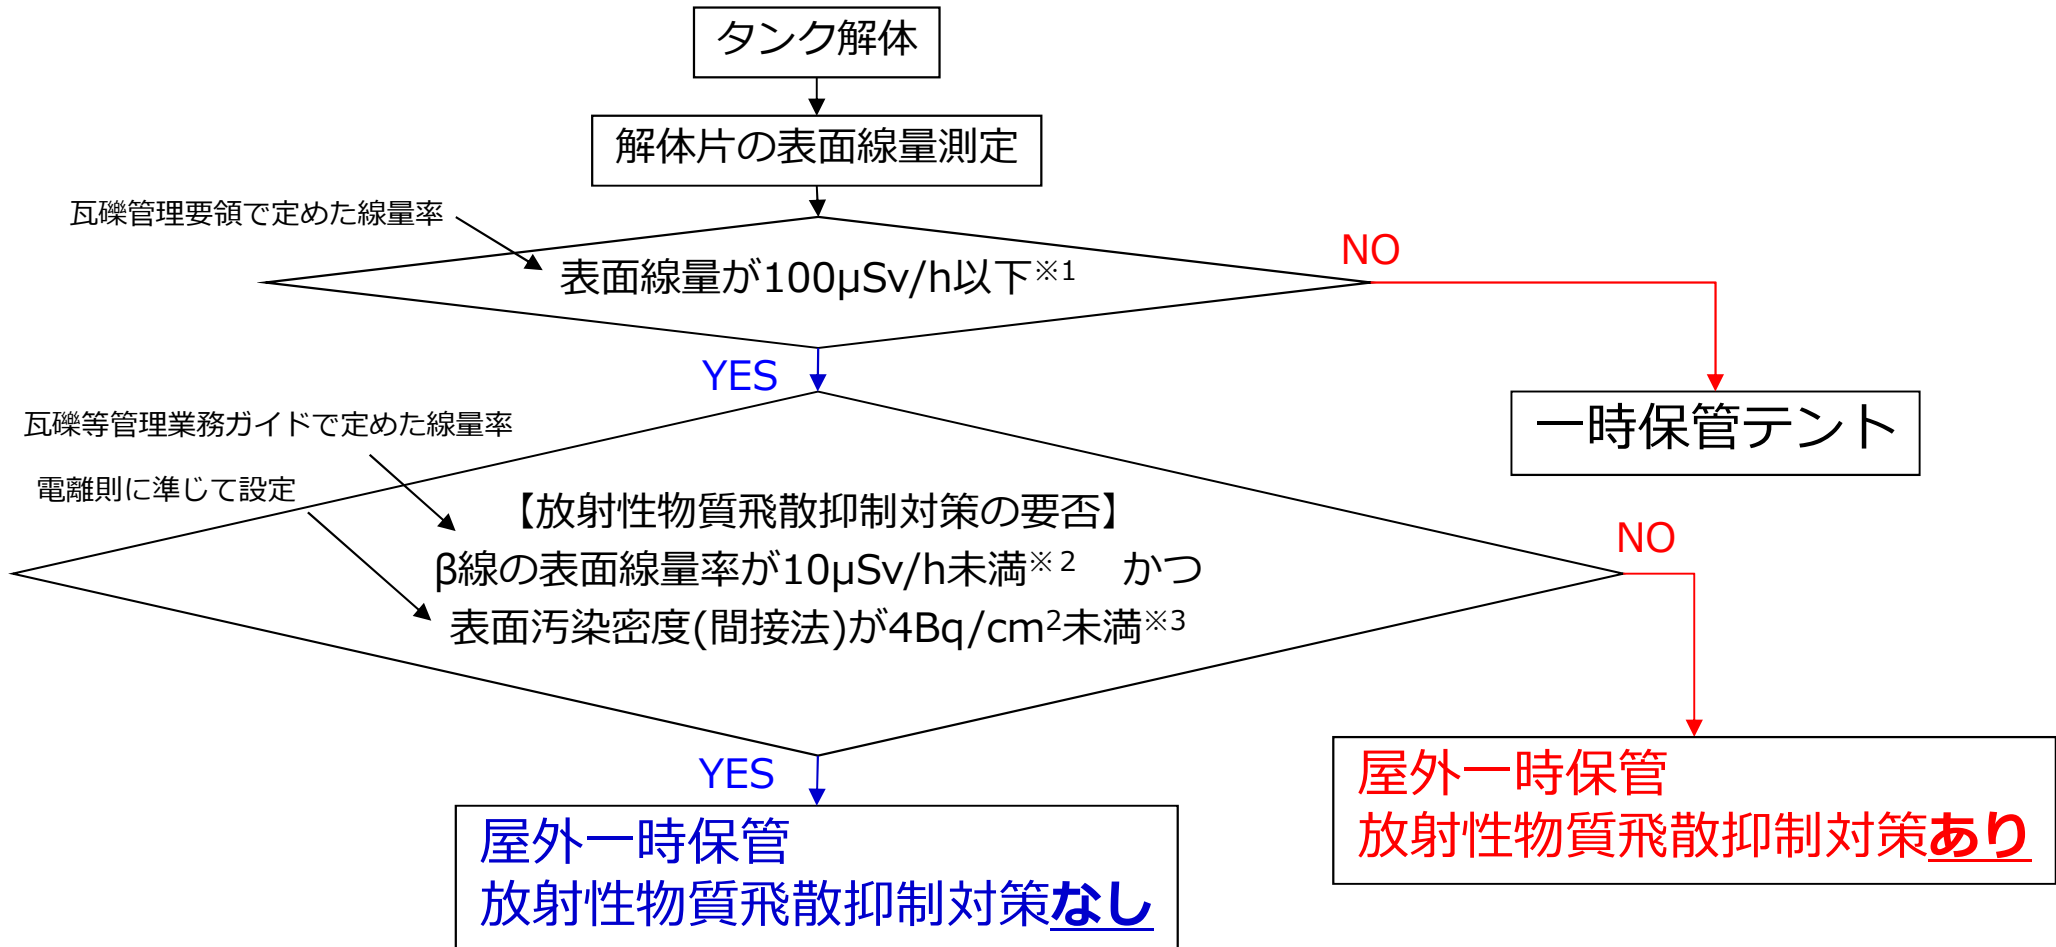 タンク解体
解体片の表面線量測定
瓦礫管理要領で定めた線量率
表面線量が100μSv/h以下※1
NO
YES
一時保管テント
瓦礫等管理業務ガイドで定めた線量率
電離則に準じて設定
【放射性物質飛散抑制対策の要否】
β線の表面線量率が10μSv/h未満※2　かつ
表面汚染密度(間接法)が4Bq/cm2未満※3
NO
YES
屋外一時保管
放射性物質飛散抑制対策あり
屋外一時保管
放射性物質飛散抑制対策なし